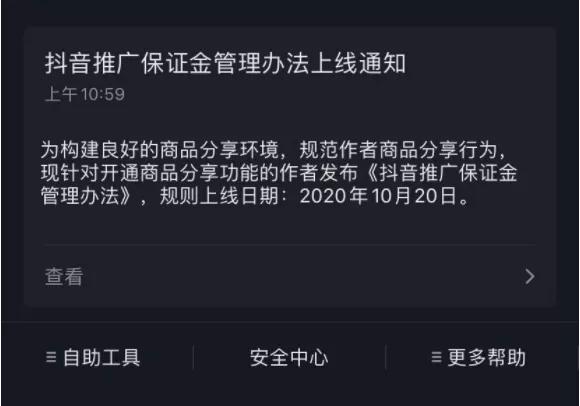 抖音推广保证金管理办法上线通知
上午10:59
为构建良好的商品分享环境，规范作者商品分享行为，
现针对开通商品分享功能的作者发布《抖音推广保证金
管理办法》，规则上线日期：2020年10月20日。
查看
自助工具 安全中心 更多帮助